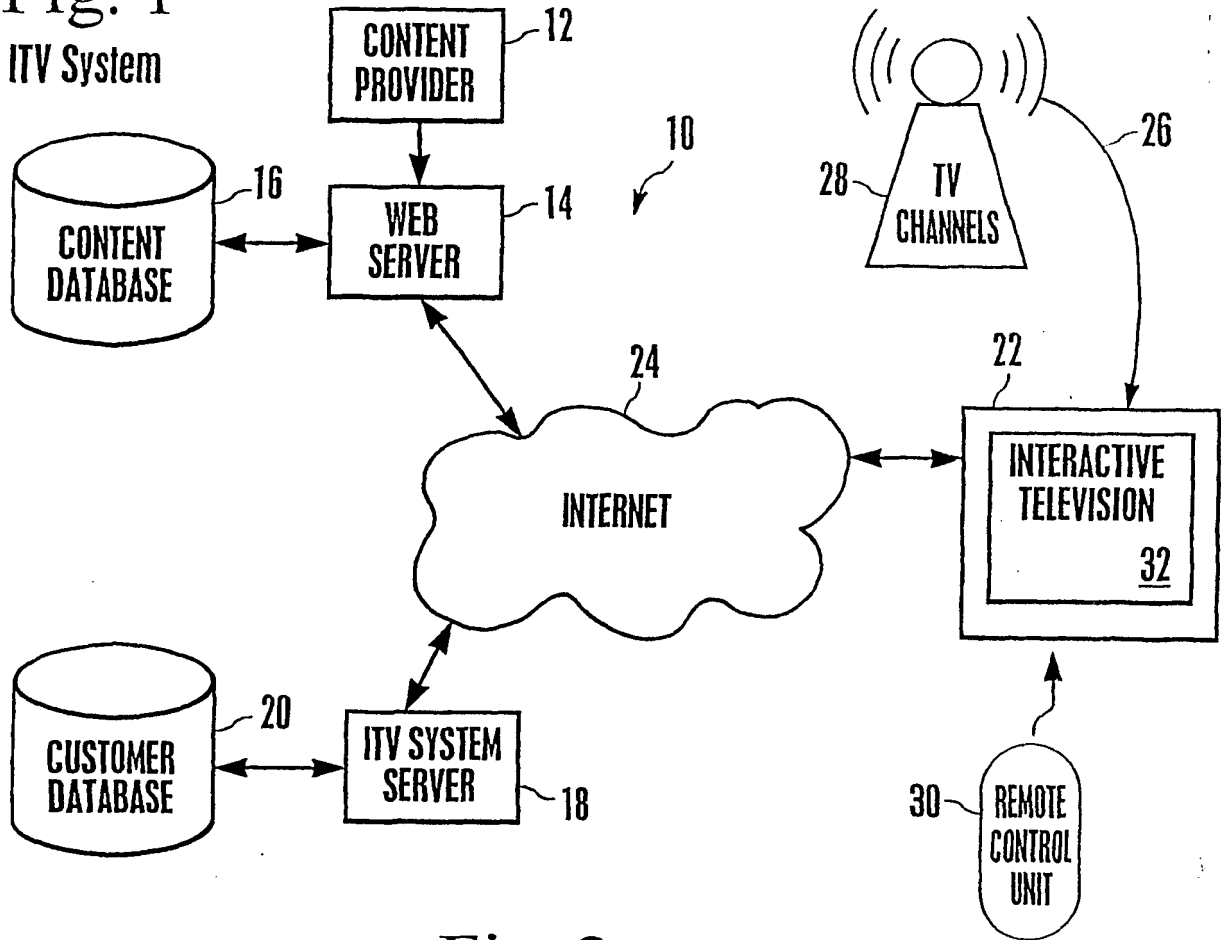 Fig. 1
ITV System
CONTENT
PROVIDER
12
10
26
28
TV
CHANNELS
16
14
CONTENT
DATABASE
WEB
SERVER
24
22
INTERNET
INTERACTIVE
TELEVISION
32
20
CUSTOMER
DATABASE
ITV SYSTEM
SERVER
18
30
REMOTE
CONTROL
UNIT